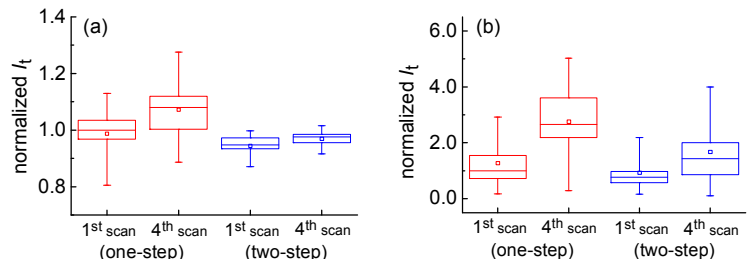 (a)
normalized It
1.4
1.2
1.0
0.8
1st scan 4th scan 1st scan 4th scan
(one-step) (two-step)
(b)
normalized It
6.0
4.0
2.0
0.0
1st scan 4th scan 1st scan 4th scan
(one-step) (two-step)